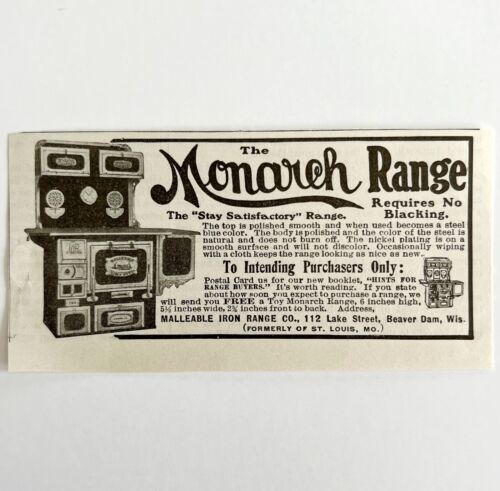 The
Monarch Range
Requires No
Blacking.
The "Stay Satisfactory" Range.
The top is polished smooth and when used becomes a steel
blue color. The body is polished and the color of the steel is
natural and does not burn off. The nickel plating is on a
smooth surface and will not discolor. Occasionally wiping
with a cloth keeps the range looking as nice as new.
To Intending Purchasers Only:
Postal Card us for our new booklet, "HINTS FOR
RANGE BUYERS." It's worth reading. If you state
about how soon you expect to purchase a range, we
will send you FREE a Toy Monarch Range, 6 inches high,
5½ inches wide, 2¾ inches front to back. Address,
MALLEABLE IRON RANGE CO., 112 Lake Street, Beaver Dam, Wis.
(FORMERLY OF ST. LOUIS, MO.)